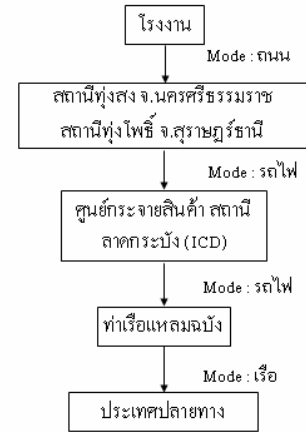 โรงงาน
Mode : ถนน
สถานีทุ่งสง จ.นครศรีธรรมราช
สถานีทุ่งโพธิ์ จ.สุราษฎร์ธานี
Mode : รถไฟ
ศูนย์กระจายสินค้า สถานี
ลาดกระบัง (ICD)
Mode : รถไฟ
ท่าเรือแหลมฉบัง
Mode : เรือ
ประเทศปลายทาง